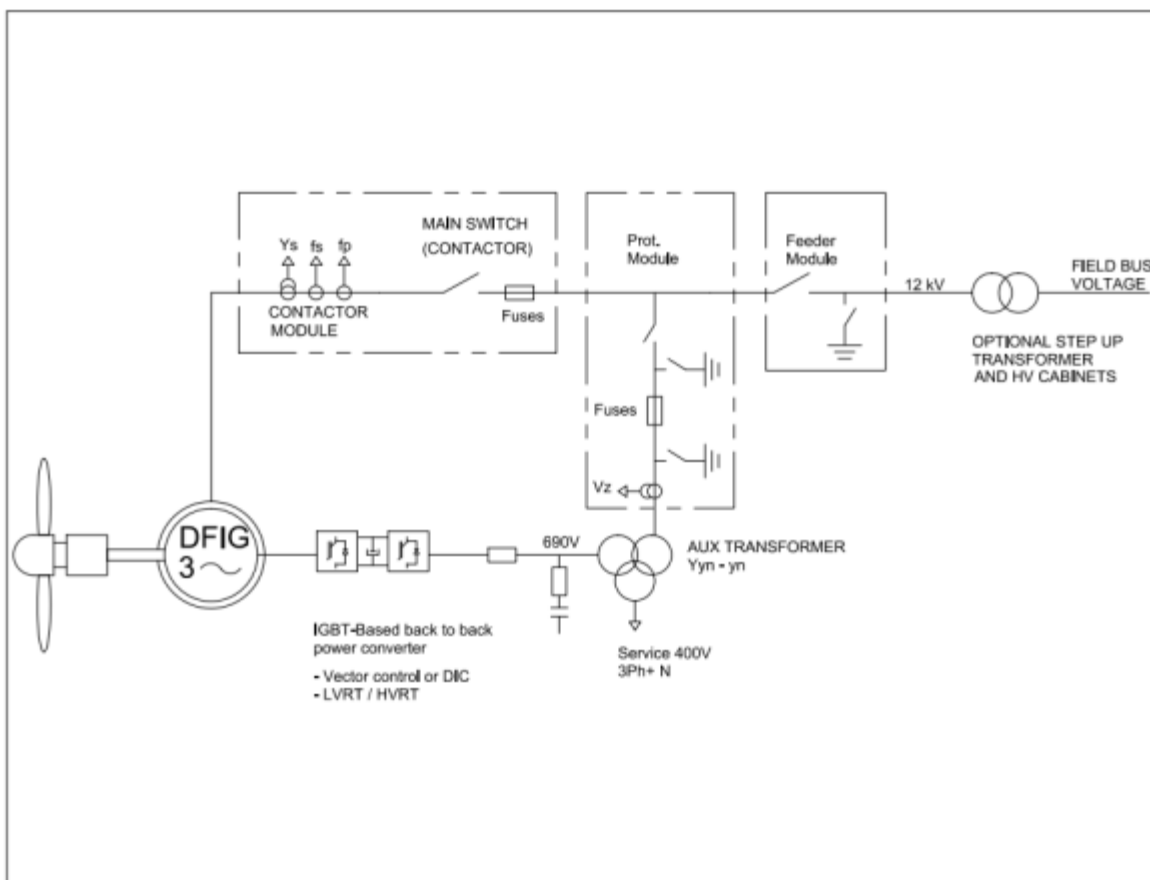 MAIN SWITCH
(CONTACTOR)
Ys fs fp
CONTACTOR
MODULE
Fuses
Prot.
Module
Feeder
Module
12 kV
FIELD BUS
VOLTAGE
OPTIONAL STEP UP
TRANSFORMER
AND HV CABINETS
Fuses
Vz
DFIG
3
690V
AUX TRANSFORMER
Yyn - yn
IGBT-Based back to back
power converter
- Vector control or DIC
- LVRT / HVRT
Service 400V
3Ph+ N